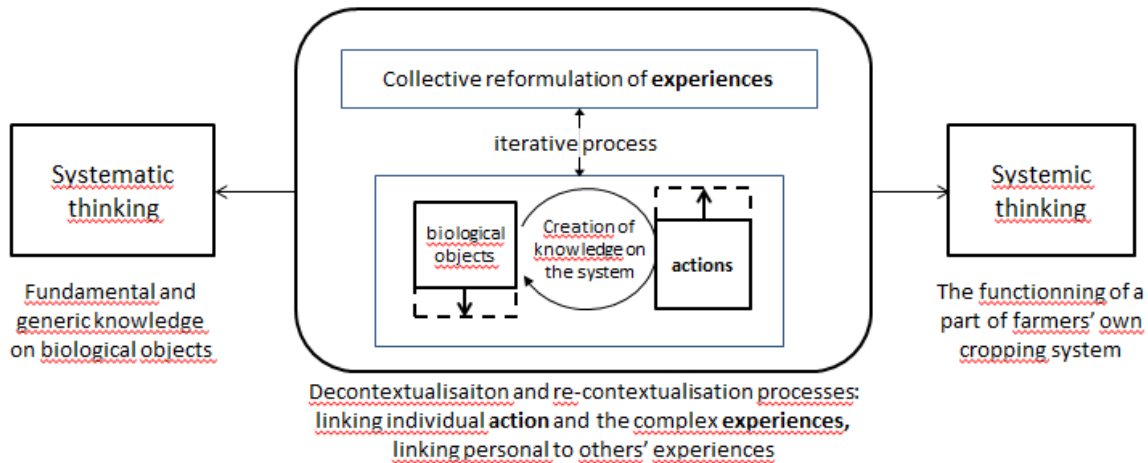 Collective reformulation of experiences
iterative process
Systematic
thinking
Systemic
thinking
biological
objects
Creation of
knowledge on
the system
actions
Fundamental and
generic knowledge
on biological objects
The functionning of a
part of farmers' own
cropping system
Decontextualisaiton and re-contextualisation processes:
linking individual action and the complex experiences,
linking personal to others' experiences